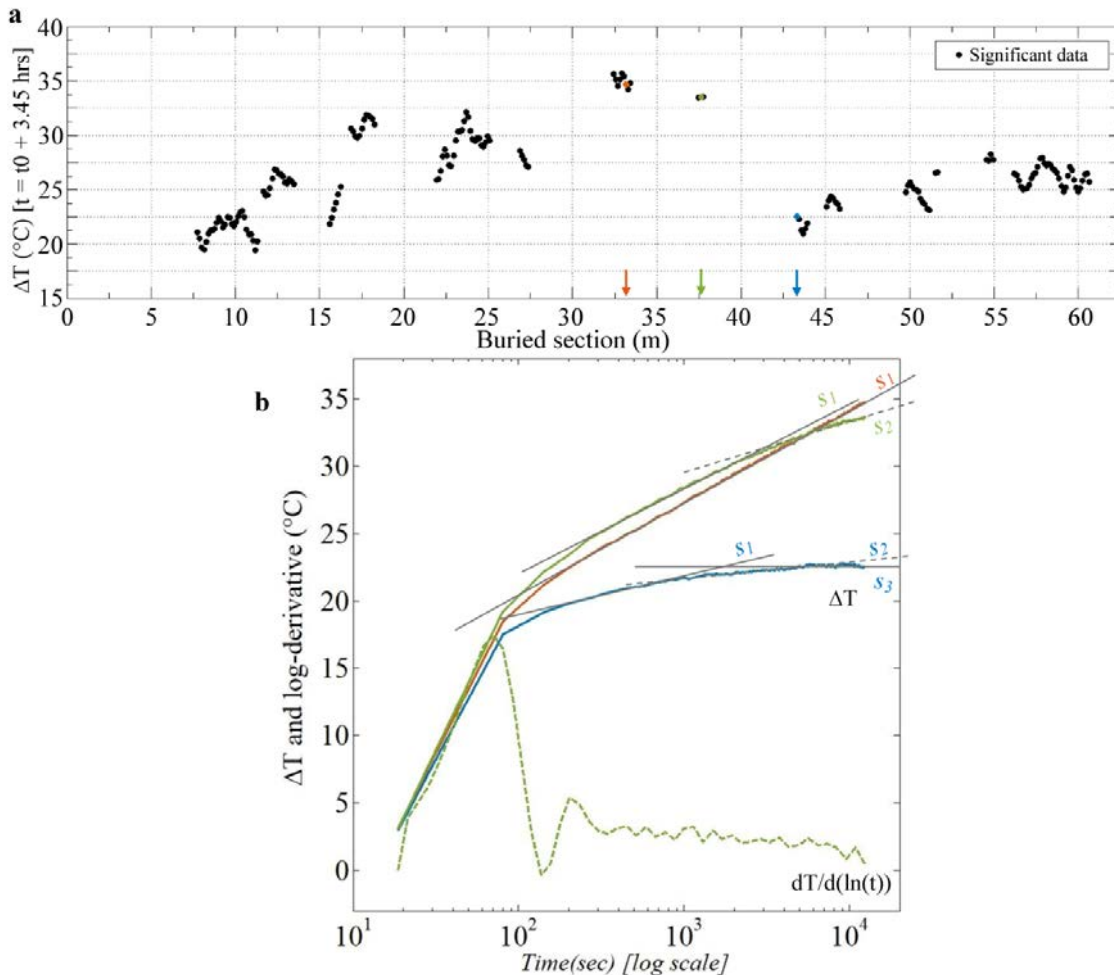 a
ΔT (°C) [t = t0 + 3.45 hrs]
40
35
30
25
20
15
Significant data
0 5 10 15 20 25 30 35 40 45 50 55 60
Buried section (m)
b
ΔT and log-derivative (°C)
35
30
25
20
15
10
5
0
S1 S1
S2
S1 S2
S3
ΔT
dT/d(ln(t))
10¹ 10² 10³ 10⁴
Time(sec) [log scale]